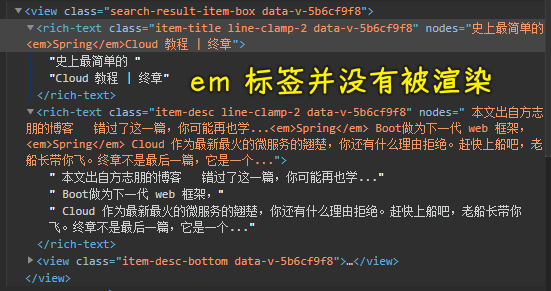 ▼<view class="search-result-item-box data-v-5b6cf9f8">
▼<rich-text class="item-title line-clamp-2 data-v-5b6cf9f8" nodes="史上最简单的
<em>Spring</em>Cloud 教程 | 终章">
"史上最简单的 "
"Cloud 教程 | 终章"
</rich-text>
em 标签并没有被渲染
▼<rich-text class="item-desc line-clamp-2 data-v-5b6cf9f8" nodes=" 本文出自方志
朋的博客   错过了这一篇，你可能再也学...<em>Spring</em> Boot做为下一代 web 框架，
<em>Spring</em> Cloud 作为最新最火的微服务的翘楚，你还有什么理由拒绝。赶快上船吧，老
船长带你飞。终章不是最后一篇，它是一个...">
" 本文出自方志朋的博客   错过了这一篇，你可能再也学..."
" Boot做为下一代 web 框架，"
" Cloud 作为最新最火的微服务的翘楚，你还有什么理由拒绝。赶快上船吧，老船长带你
飞。终章不是最后一篇，它是一个..."
</rich-text>
▶<view class="item-desc-bottom data-v-5b6cf9f8">…</view>
</view>